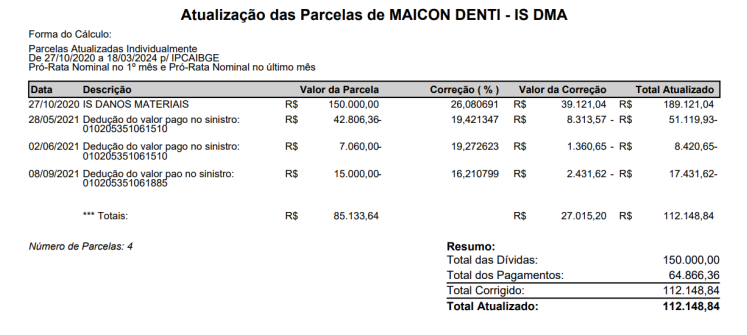 Atualização das Parcelas de MAICON DENTI - IS DMA
Forma do Cálculo:
Parcelas Atualizadas Individualmente
De 27/10/2020 a 18/03/2024 p/ IPCAIBGE
Pró-Rata Nominal no 1º mês e Pró-Rata Nominal no último mês
Data Descrição Valor da Parcela Correção ( % ) Valor da Correção Total Atualizado
27/10/2020 IS DANOS MATERIAIS R$ 150.000,00 26,080691 R$ 39.121,04 R$ 189.121,04
28/05/2021 Dedução do valor pago no sinistro: R$ 42.806,36- 19,421347 R$ 8.313,57 - R$ 51.119,93-
010205351061510
02/06/2021 Dedução do valor pago no sinistro: R$ 7.060,00- 19,272623 R$ 1.360,65 - R$ 8.420,65-
010205351061510
08/09/2021 Dedução do valor pao no sinistro: R$ 15.000,00- 16,210799 R$ 2.431,62 - R$ 17.431,62-
010205351061885
*** Totais: R$ 85.133,64 R$ 27.015,20 R$ 112.148,84
Número de Parcelas: 4
Resumo:
Total das Dívidas: 150.000,00
Total dos Pagamentos: 64.866,36
Total Corrigido: 112.148,84
Total Atualizado: 112.148,84